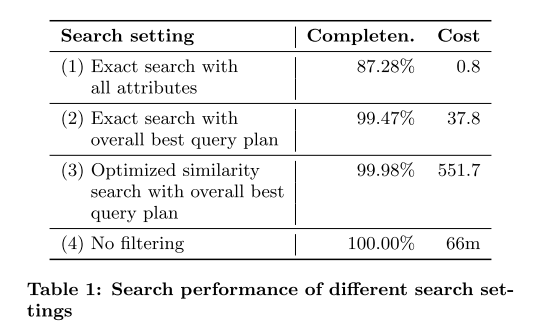 Search setting Completen. Cost
(1) Exact search with 87.28% 0.8
all attributes
(2) Exact search with 99.47% 37.8
overall best query plan
(3) Optimized similarity 99.98% 551.7
search with overall best
query plan
(4) No filtering 100.00% 66m
Table 1: Search performance of different search set-
tings